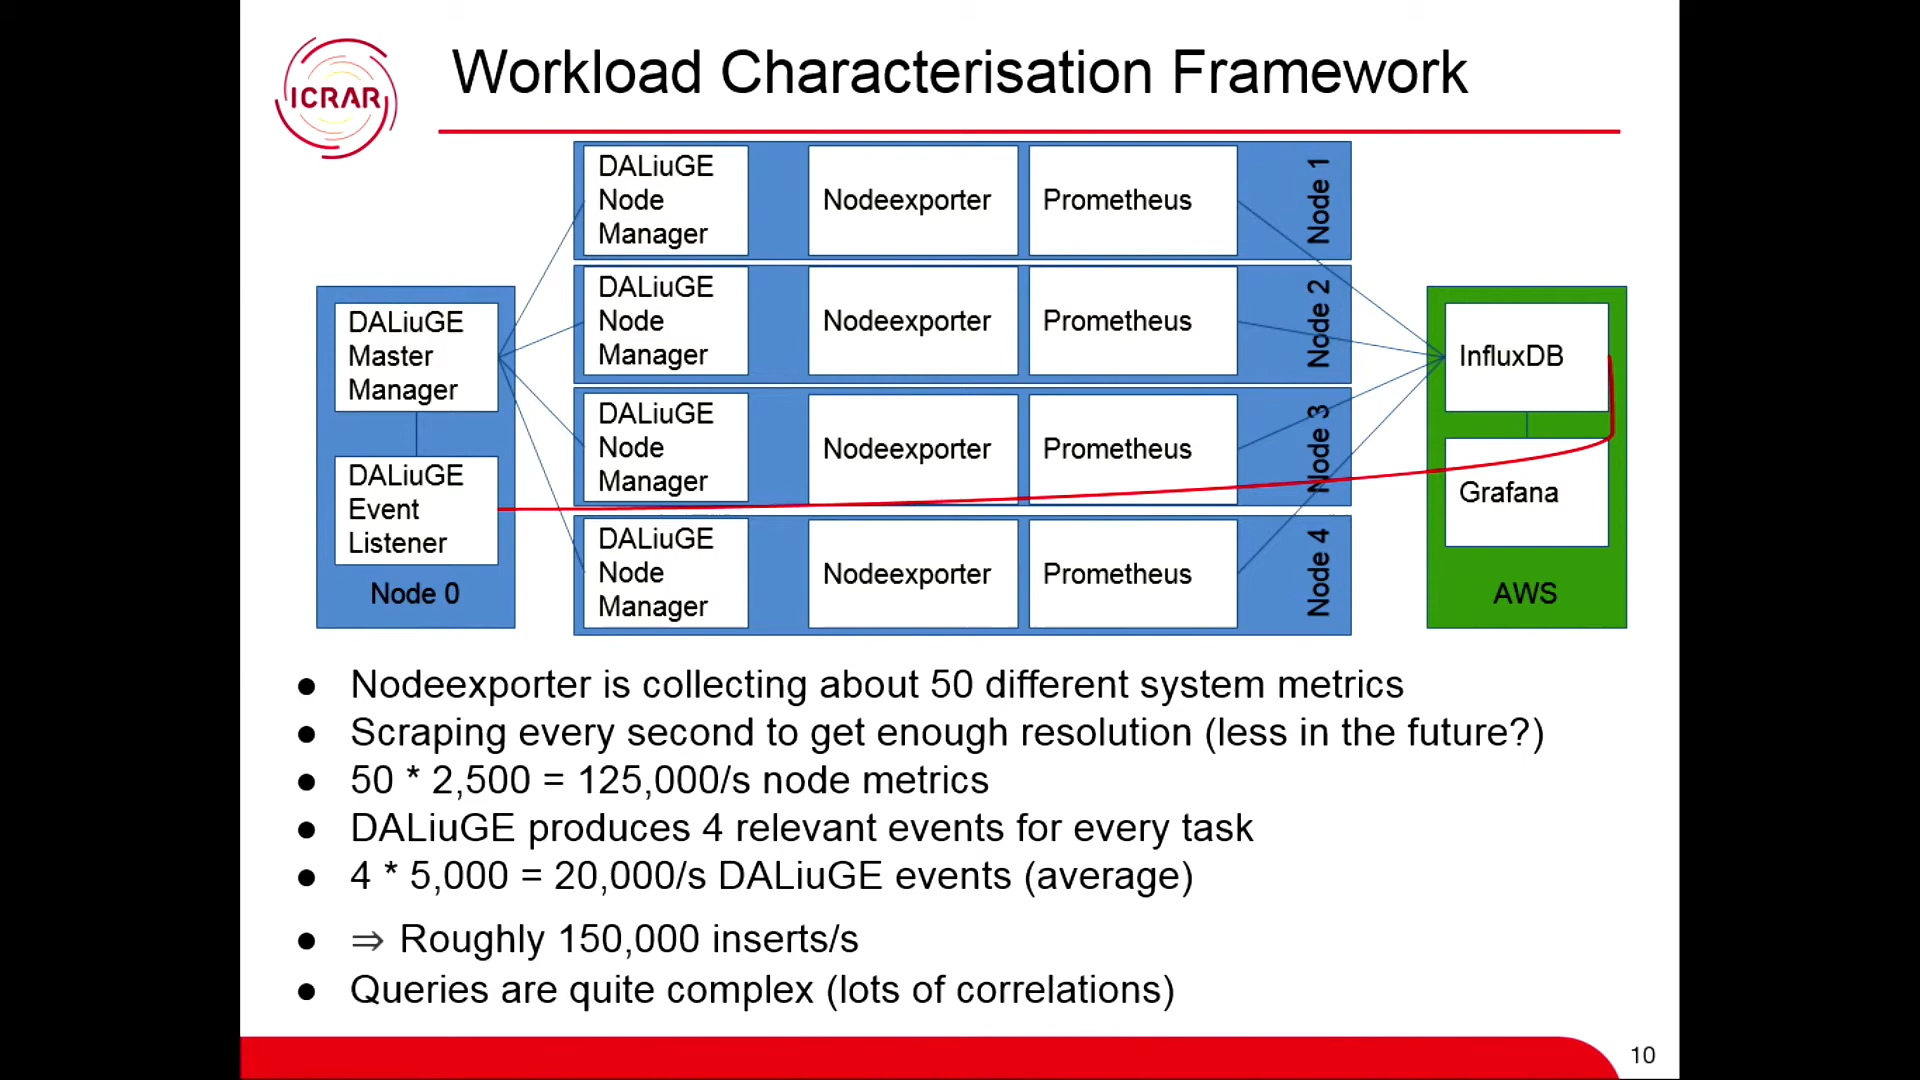 ICRAR
Workload Characterisation Framework
DALiuGE
Node
Manager
Nodeexporter
Prometheus
Node 1
DALiuGE
Node
Manager
Nodeexporter
Prometheus
Node 2
DALiuGE
Node
Manager
Nodeexporter
Prometheus
Node 3
DALiuGE
Node
Manager
Nodeexporter
Prometheus
Node 4
DALiuGE
Master
Manager
DALiuGE
Event
Listener
Node 0
InfluxDB
Grafana
AWS
● Nodeexporter is collecting about 50 different system metrics
● Scraping every second to get enough resolution (less in the future?)
● 50 * 2,500 = 125,000/s node metrics
● DALiuGE produces 4 relevant events for every task
● 4 * 5,000 = 20,000/s DALiuGE events (average)
● ⇒ Roughly 150,000 inserts/s
● Queries are quite complex (lots of correlations)
10